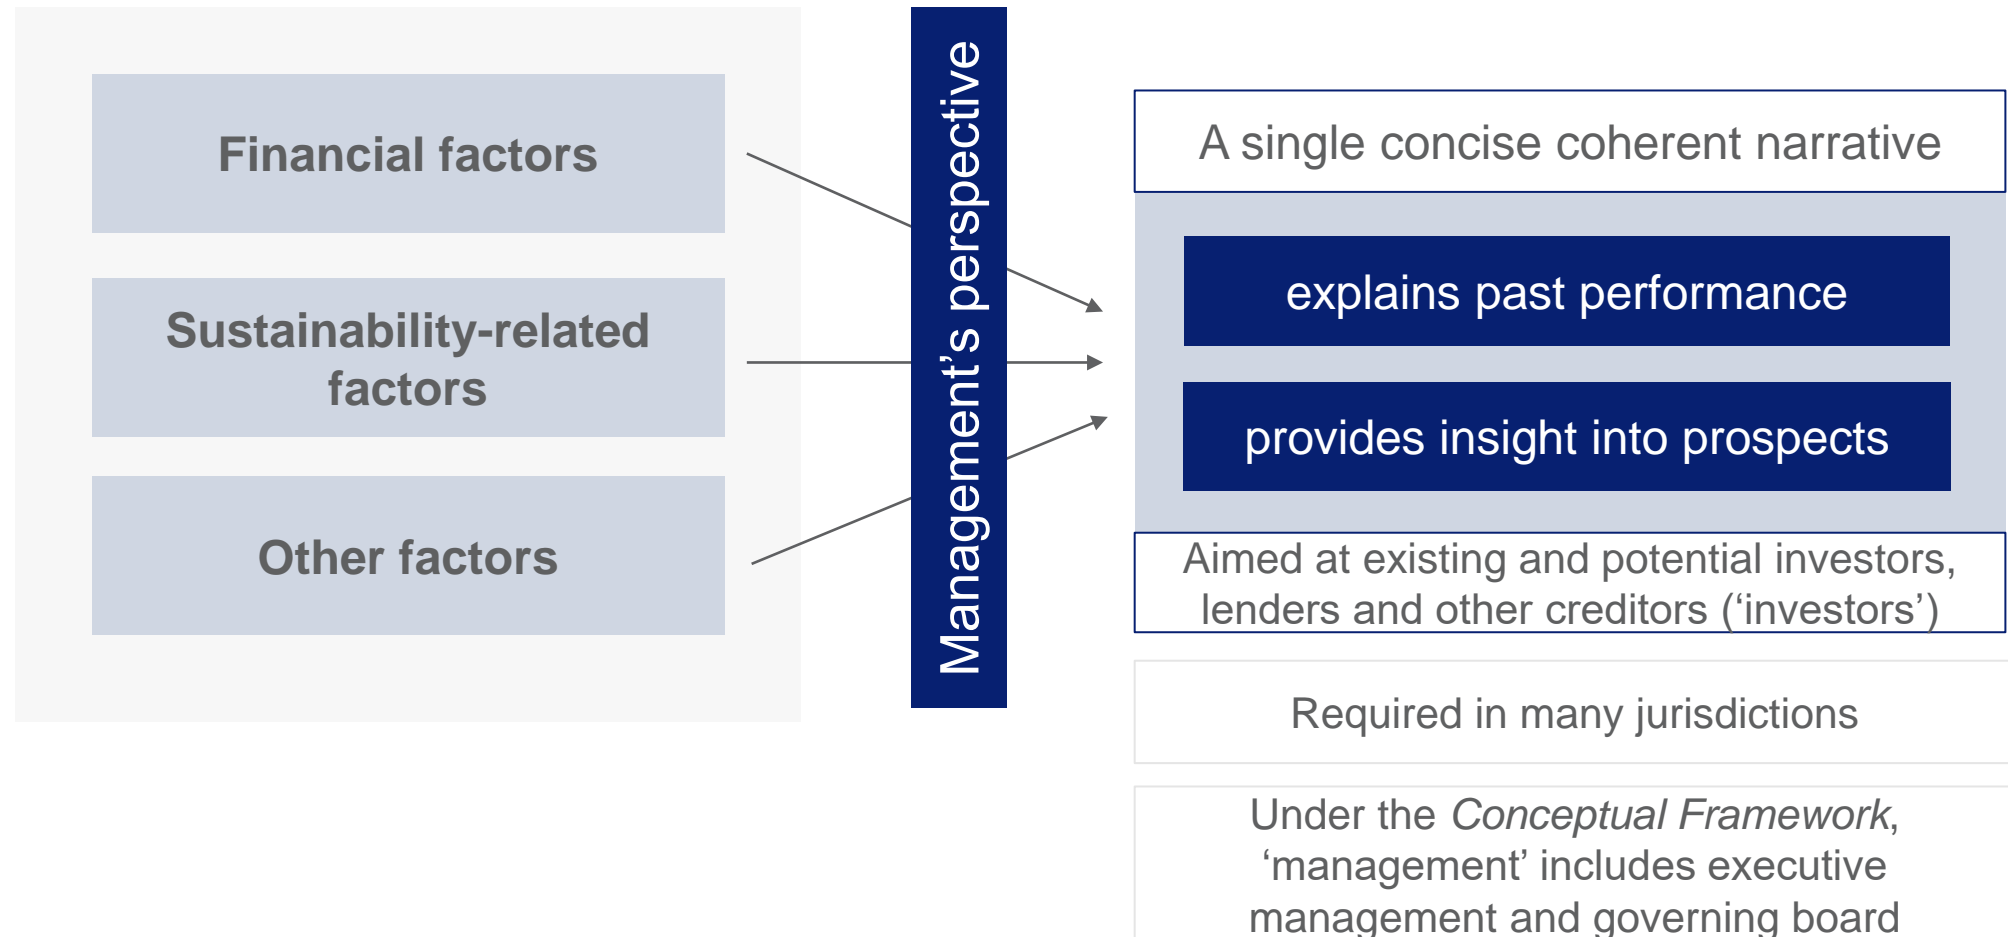 Financial factors
Sustainability-related
factors
Other factors
Management’s perspective
A single concise coherent narrative
explains past performance
provides insight into prospects
Aimed at existing and potential investors,
lenders and other creditors (‘investors’)
Required in many jurisdictions
Under the Conceptual Framework,
‘management’ includes executive
management and governing board